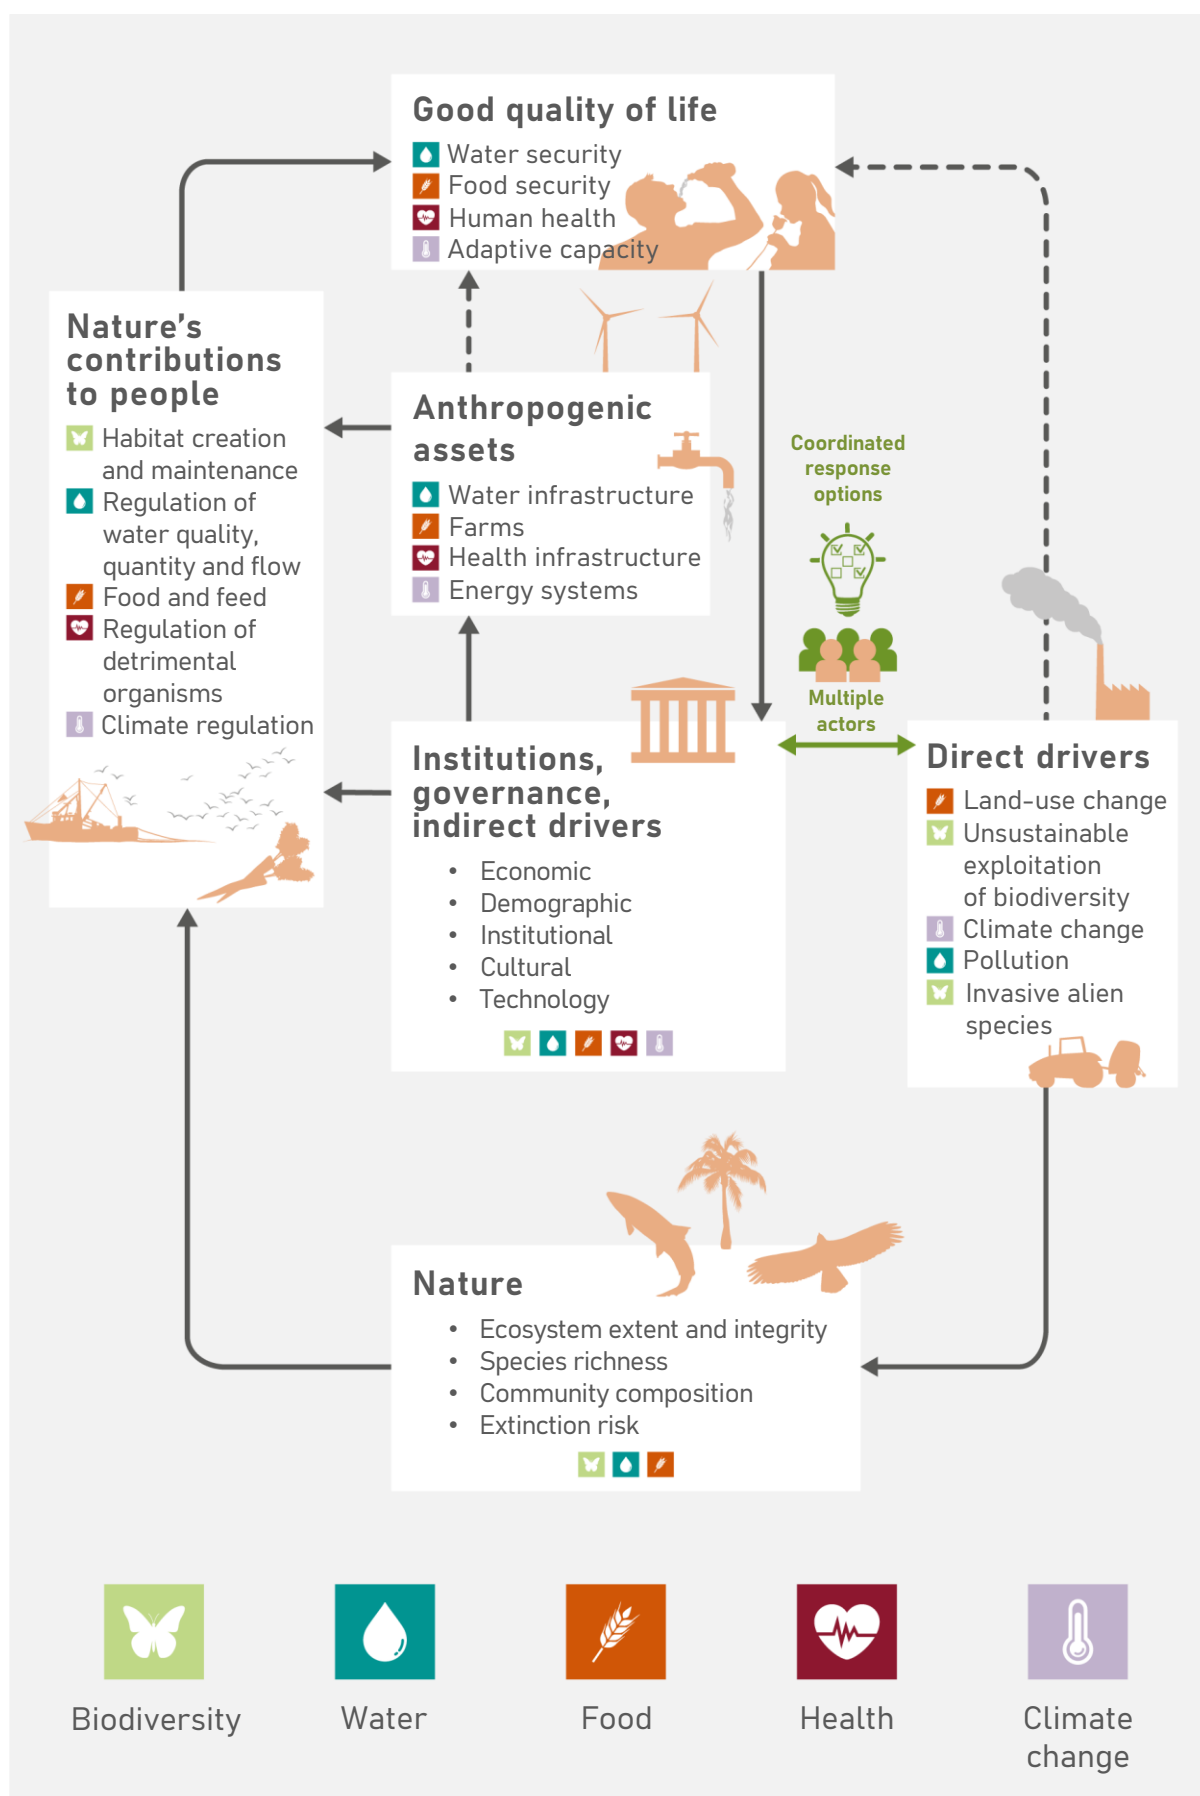 Good quality of life
Water security
Food security
Human health
Adaptive capacity
Nature's
contributions
to people
Habitat creation
and maintenance
Regulation of
water quality,
quantity and flow
Food and feed
Regulation of
detrimental
organisms
Climate regulation
Anthropogenic
assets
Water infrastructure
Farms
Health infrastructure
Energy systems
Coordinated
response
options
Multiple
actors
Institutions,
governance,
indirect drivers
• Economic
• Demographic
• Institutional
• Cultural
• Technology
Direct drivers
Land-use change
Unsustainable
exploitation
of biodiversity
Climate change
Pollution
Invasive alien
species
Nature
• Ecosystem extent and integrity
• Species richness
• Community composition
• Extinction risk
Biodiversity
Water
Food
Health
Climate
change